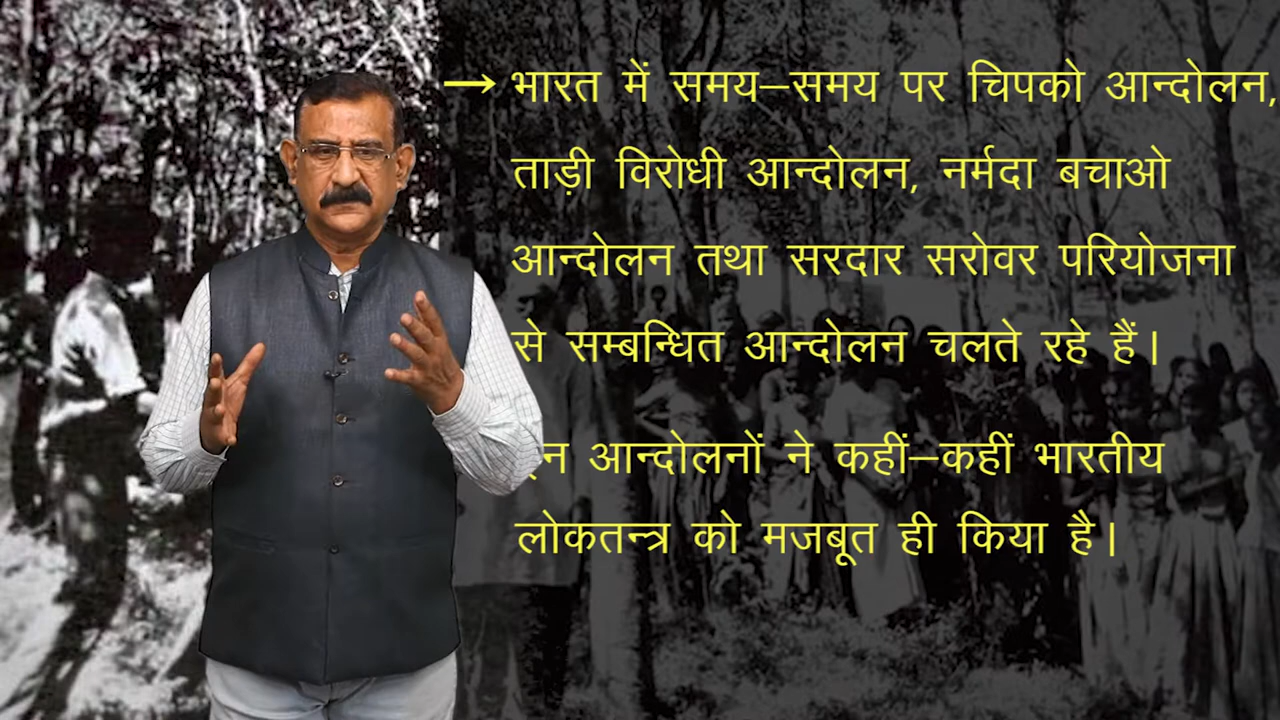 → भारत में समय–समय पर चिपको आन्दोलन,
ताड़ी विरोधी आन्दोलन, नर्मदा बचाओ
आन्दोलन तथा सरदार सरोवर परियोजना
से सम्बन्धित आन्दोलन चलते रहे हैं।
आन्दोलनों ने कहीं–कहीं भारतीय
लोकतन्त्र को मजबूत ही किया है।